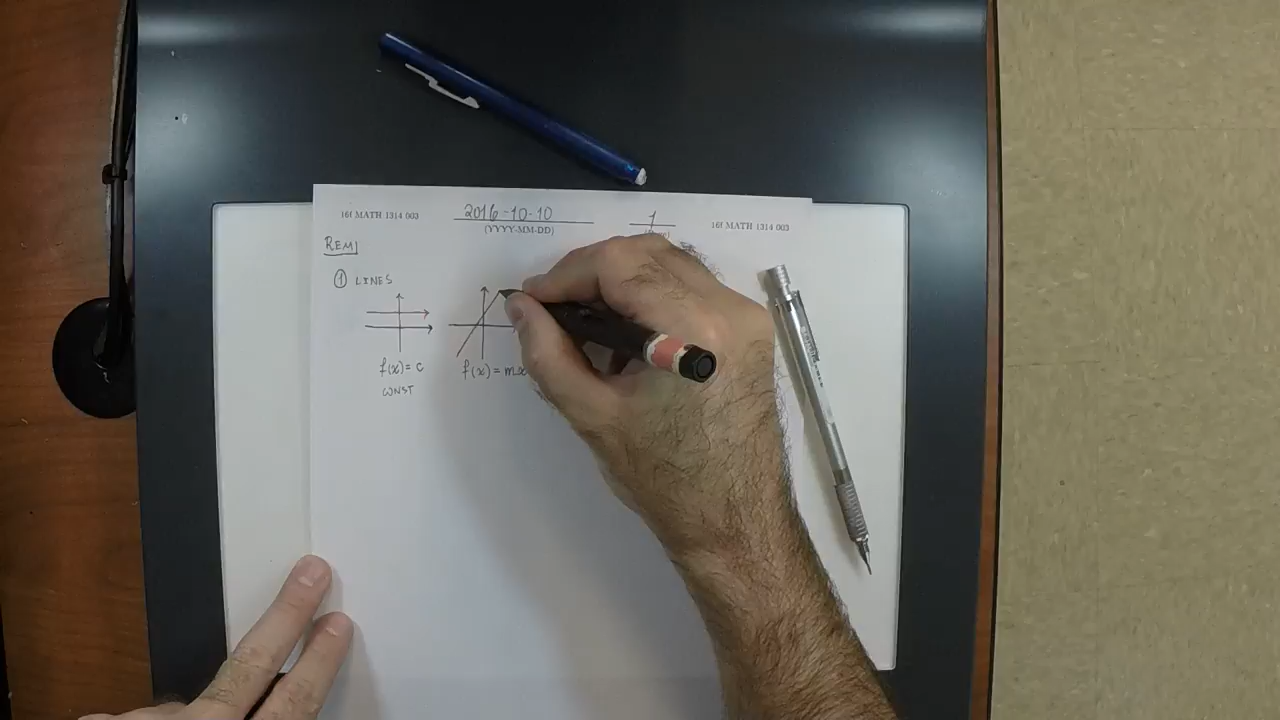 16f MATH 1314 003 2016-10-10 1 16f MATH 1314 003
(YYYY-MM-DD)
REM
① LINES
f(x) = c f(x) = mx
CONST